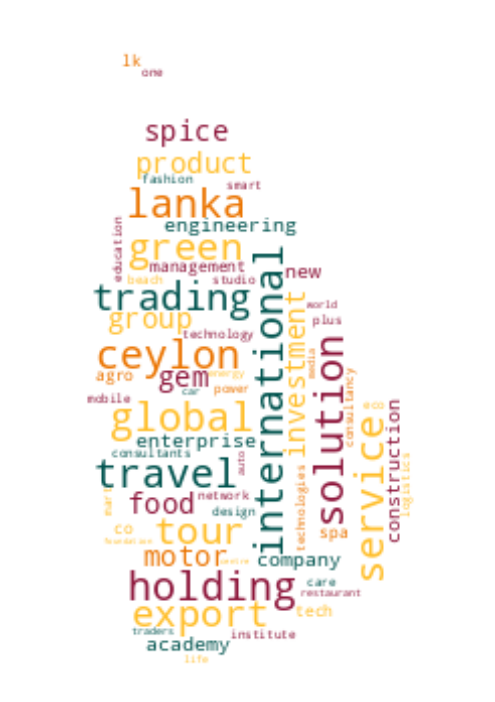 lk
one
spice
product
fashion
smart
lanka
engineering
education
green
management
new
beach
studio
international
trading
investment
world
group
plus
technology
solution
ceylon
media
agro
gem
energy
consultancy
car
power
mobile
global
eco
service
construction
enterprise
consultants
auto
logistics
travel
technologies
mart
food
network
design
co
tour
spa
foundation
motor
centre
company
holding
care
restaurant
export
tech
traders
institute
academy
life